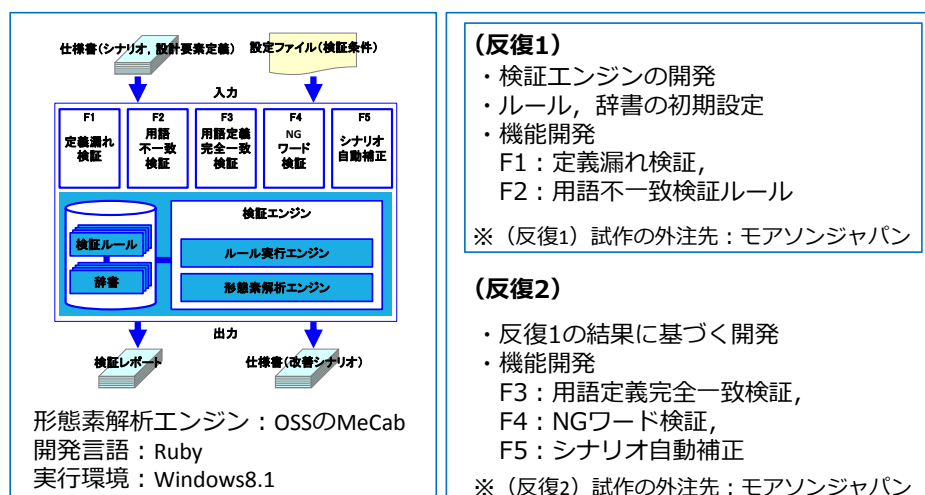 仕様書(シナリオ，設計要素定義)
設定ファイル(検証条件)
入力
F1
定義漏れ
検証
F2
用語
不一致
検証
F3
用語定義
完全一致
検証
F4
NG
ワード
検証
F5
シナリオ
自動補正
検証エンジン
検証ルール
辞書
ルール実行エンジン
形態素解析エンジン
出力
検証レポート
仕様書(改善シナリオ)
形態素解析エンジン：OSSのMeCab
開発言語：Ruby
実行環境：Windows8.1
（反復1）
・検証エンジンの開発
・ルール，辞書の初期設定
・機能開発
F1：定義漏れ検証，
F2：用語不一致検証ルール
※（反復1）試作の外注先：モアソンジャパン
（反復2）
・反復1の結果に基づく開発
・機能開発
F3：用語定義完全一致検証，
F4：NGワード検証，
F5：シナリオ自動補正
※（反復2）試作の外注先：モアソンジャパン